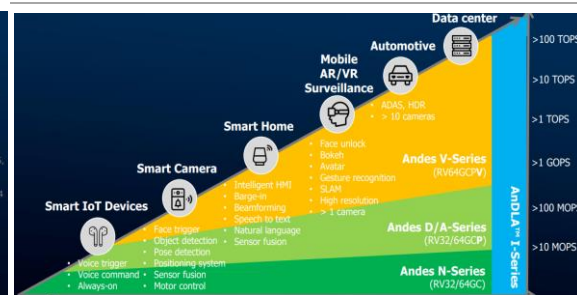 Data center
>100 TOPS
Automotive
Mobile
AR/VR
Surveillance
>10 TOPS
• ADAS, HDR
• > 10 cameras
>1 TOPS
Smart Home
• Face unlock
• Bokeh
• Avatar
• Gesture recognition
• SLAM
• High resolution
• > 1 camera
Andes V-Series
(RV64GCPV)
>1 GOPS
Smart Camera
• Intelligent HMI
• Barge-in
• Beamforming
• Speech to text
• Natural language
• Sensor fusion
AnDLA™ I-Series
>100 MOPS
Smart IoT Devices
• Face trigger
• Object detection
• Pose detection
• Positioning system
• Sensor fusion
• Motor control
Andes D/A-Series
(RV32/64GCP)
>10 MOPS
• Voice trigger
• Voice command
• Always-on
Andes N-Series
(RV32/64GC)